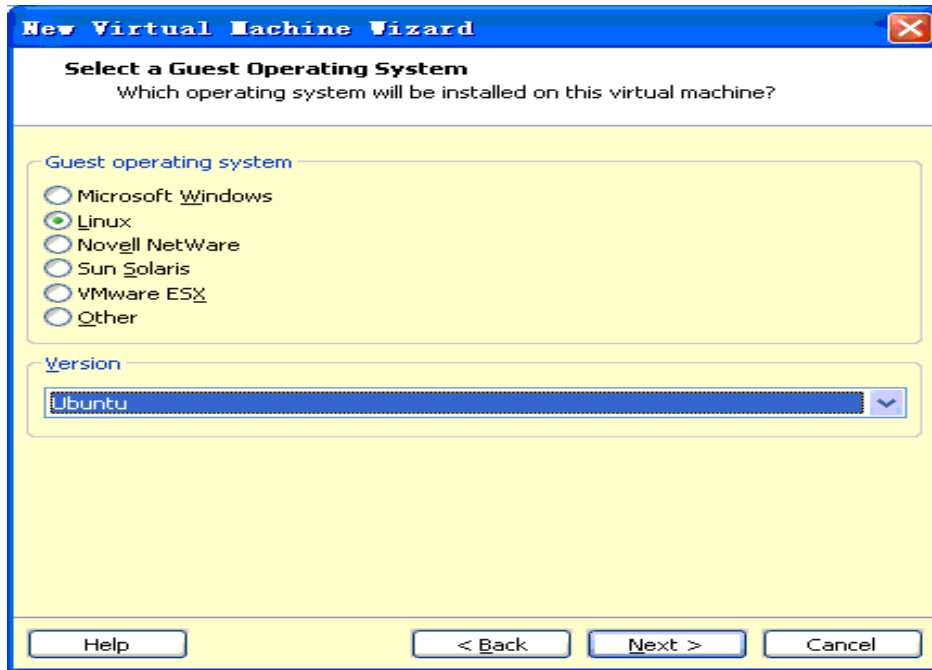 New Virtual Machine Wizard
Select a Guest Operating System
Which operating system will be installed on this virtual machine?
Guest operating system
Microsoft Windows
Linux
Novell NetWare
Sun Solaris
VMware ESX
Other
Version
Ubuntu
Help
< Back
Next >
Cancel